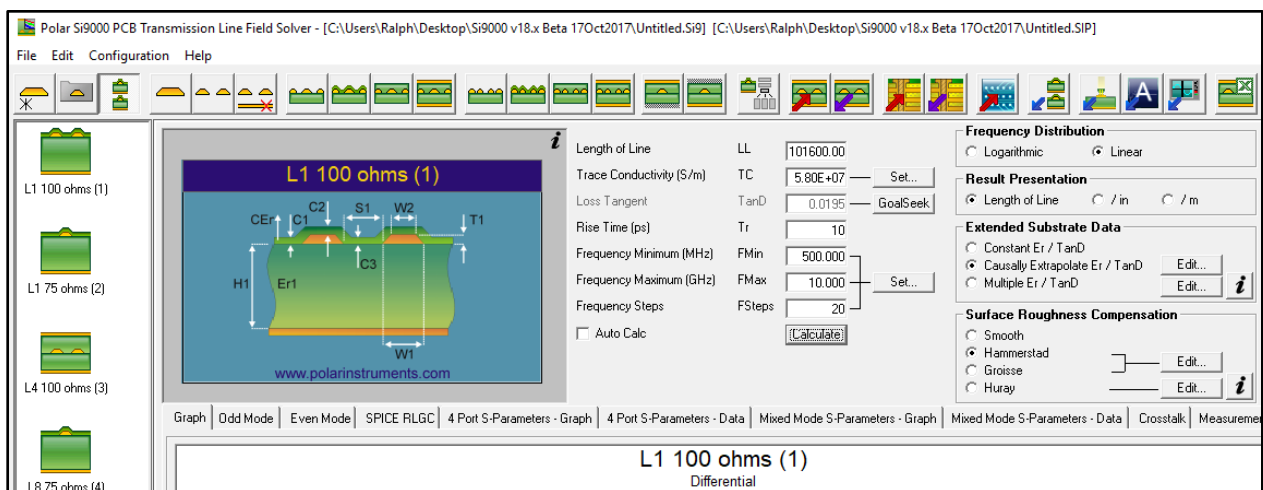 Polar Si9000 PCB Transmission Line Field Solver - [C:\Users\Ralph\Desktop\Si9000 v18.x Beta 17Oct2017\Untitled.Si9] [C:\Users\Ralph\Desktop\Si9000 v18.x Beta 17Oct2017\Untitled.SIP]
File Edit Configuration Help
A
L1 100 ohms (1)
L1 75 ohms (2)
L4 100 ohms (3)
L8 75 ohms (4)
i
L1 100 ohms (1)
C2 S1 W2
CEr C1 T1
C3
H1 Er1
W1
www.polarinstruments.com
Length of Line LL 101600.00
Trace Conductivity (S/m) TC 5.80E+07 Set...
Loss Tangent TanD 0.0195 GoalSeek
Rise Time (ps) Tr 10
Frequency Minimum (MHz) FMin 500.000
Frequency Maximum (GHz) FMax 10.000 Set...
Frequency Steps FSteps 20
Auto Calc Calculate
Frequency Distribution
Logarithmic Linear
Result Presentation
Length of Line / in / m
Extended Substrate Data
Constant Er / TanD
Causally Extrapolate Er / TanD Edit...
Multiple Er / TanD Edit... i
Surface Roughness Compensation
Smooth
Hammerstad Edit...
Groisse
Huray Edit... i
Graph Odd Mode Even Mode SPICE RLGC 4 Port S-Parameters - Graph 4 Port S-Parameters - Data Mixed Mode S-Parameters - Graph Mixed Mode S-Parameters - Data Crosstalk Measureme
L1 100 ohms (1)
Differential